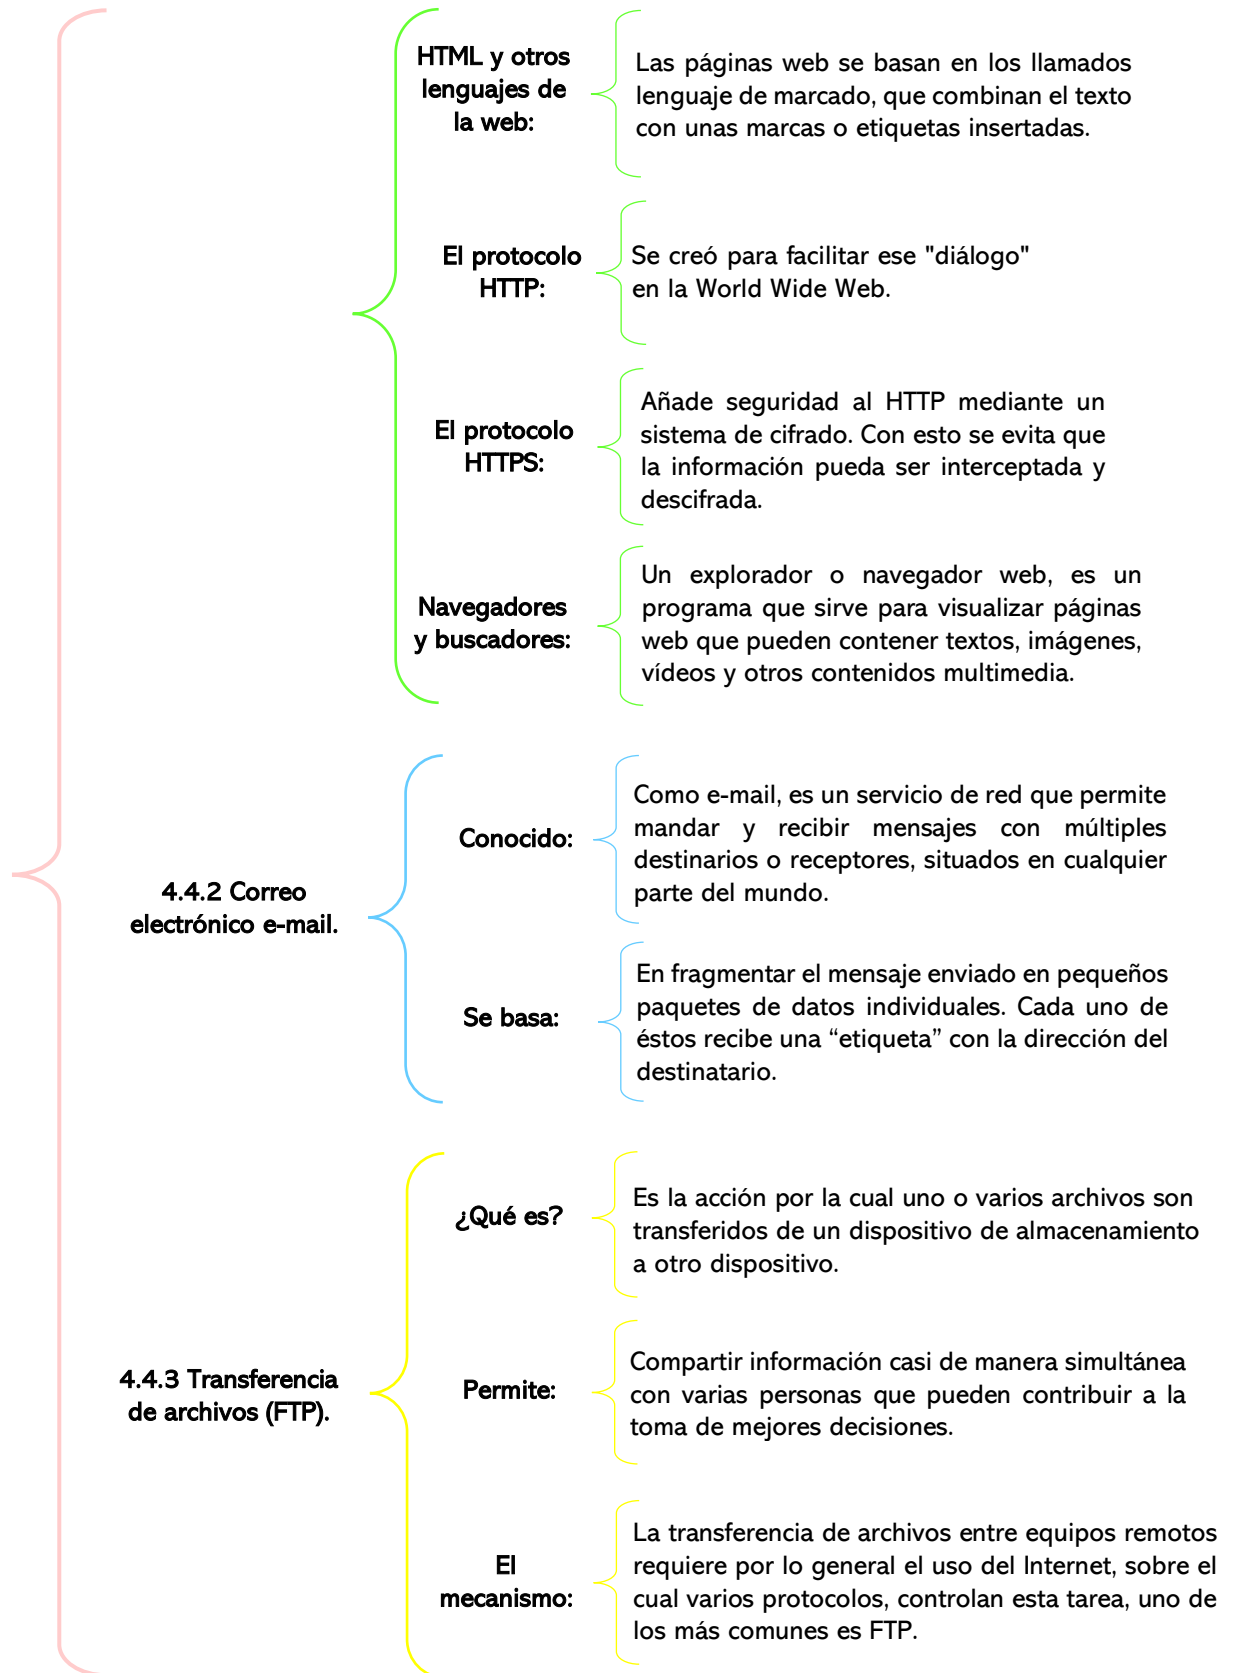 HTML y otros
lenguajes de
la web:
Las páginas web se basan en los llamados
lenguaje de marcado, que combinan el texto
con unas marcas o etiquetas insertadas.
El protocolo
HTTP:
Se creó para facilitar ese "diálogo"
en la World Wide Web.
El protocolo
HTTPS:
Añade seguridad al HTTP mediante un
sistema de cifrado. Con esto se evita que
la información pueda ser interceptada y
descifrada.
Navegadores
y buscadores:
Un explorador o navegador web, es un
programa que sirve para visualizar páginas
web que pueden contener textos, imágenes,
vídeos y otros contenidos multimedia.
4.4.2 Correo
electrónico e-mail.
Conocido:
Como e-mail, es un servicio de red que permite
mandar y recibir mensajes con múltiples
destinarios o receptores, situados en cualquier
parte del mundo.
Se basa:
En fragmentar el mensaje enviado en pequeños
paquetes de datos individuales. Cada uno de
éstos recibe una “etiqueta” con la dirección del
destinatario.
4.4.3 Transferencia
de archivos (FTP).
¿Qué es?
Es la acción por la cual uno o varios archivos son
transferidos de un dispositivo de almacenamiento
a otro dispositivo.
Permite:
Compartir información casi de manera simultánea
con varias personas que pueden contribuir a la
toma de mejores decisiones.
El
mecanismo:
La transferencia de archivos entre equipos remotos
requiere por lo general el uso del Internet, sobre el
cual varios protocolos, controlan esta tarea, uno de
los más comunes es FTP.